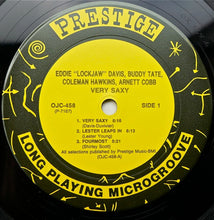 PRESTIGE
EDDIE "LOCKJAW" DAVIS, BUDDY TATE,
COLEMAN HAWKINS, ARNETT COBB
VERY SAXY
OJC-458
SIDE 1
(P-7167)
1. VERY SAXY 8:16
(Davis-Duvivier)
2. LESTER LEAPS IN 6:13
(Lester Young)
3. FOURMOST 5:21
(Shirley Scott)
All selections published by Prestige Music-BMI
(OJC-458-A)
LONG PLAYING MICROGROOVE